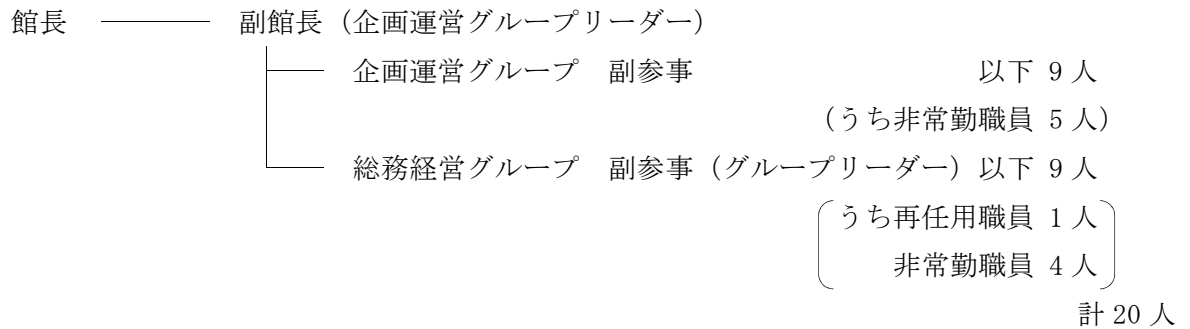 館長 副館長（企画運営グループリーダー）
企画運営グループ 副参事 以下 9 人
（うち非常勤職員 5 人）
総務経営グループ 副参事（グループリーダー）以下 9 人
うち再任用職員 1 人
非常勤職員 4 人
計 20 人